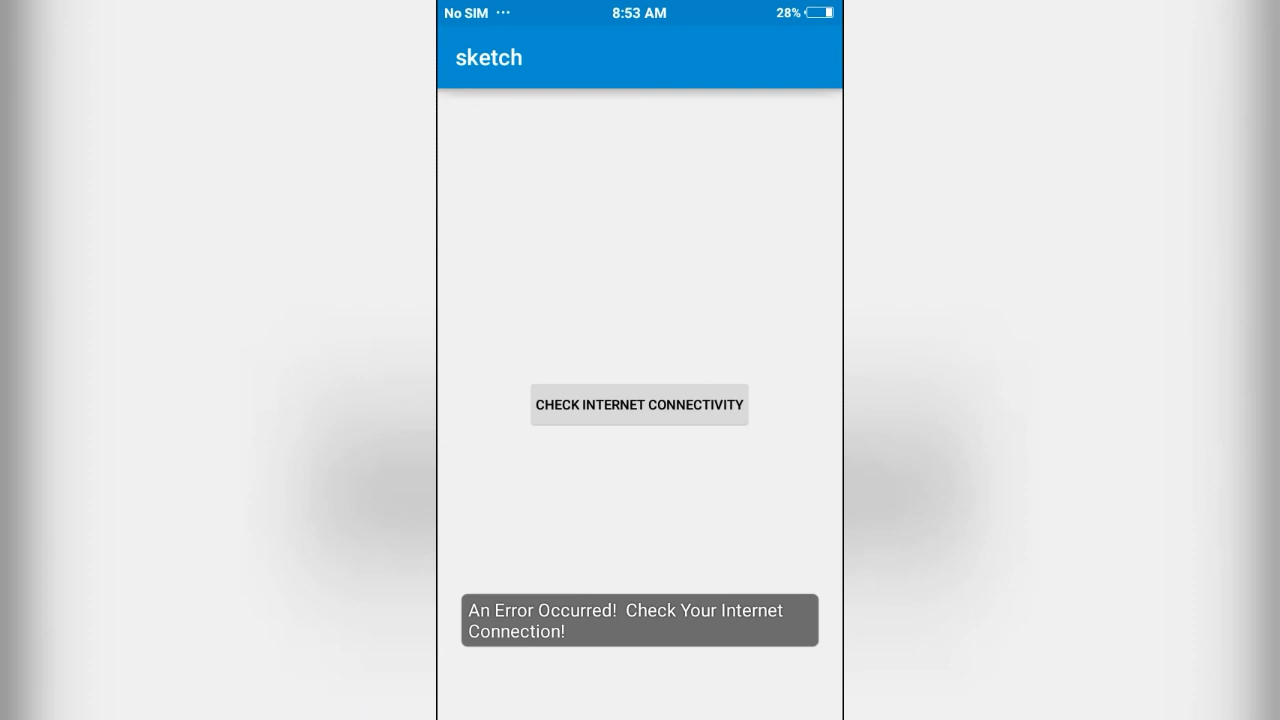 No SIM ... 8:53 AM 28%
sketch
CHECK INTERNET CONNECTIVITY
An Error Occurred!  Check Your Internet
Connection!